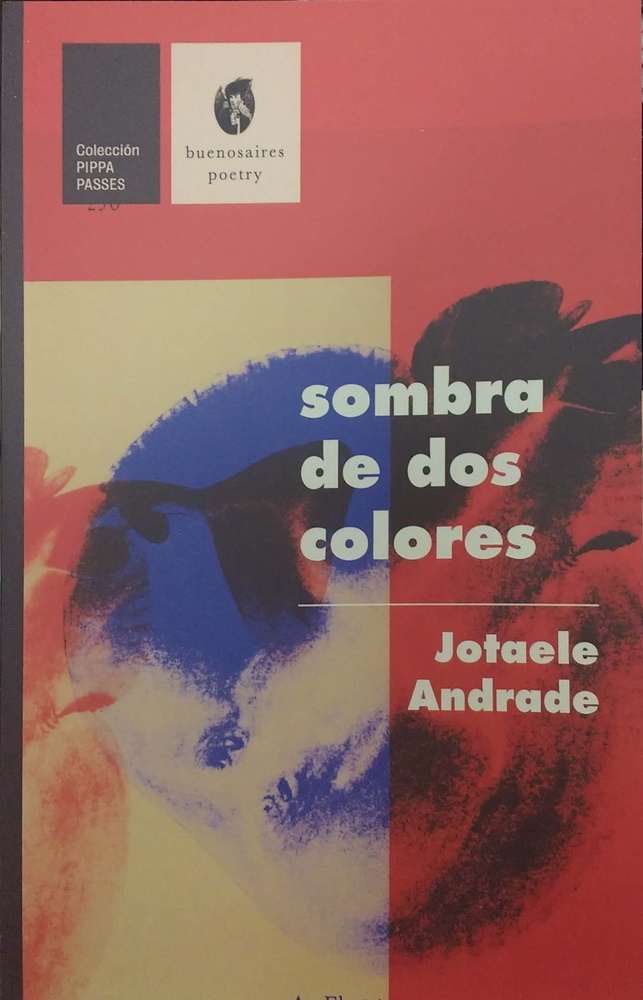 Colección
PIPPA
PASSES
buenosaires
poetry
sombra
de dos
colores
Jotaele
Andrade